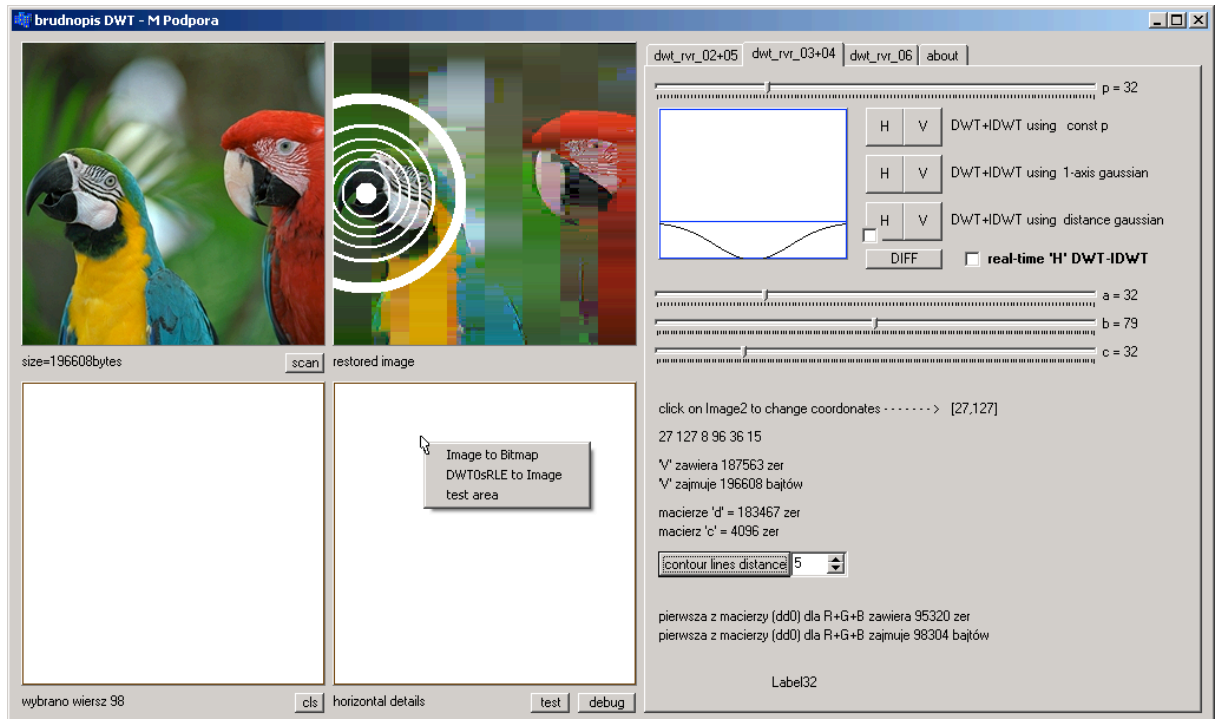 brudnopis DWT - M Podpora
size=196608bytes
scan
restored image
wybrano wiersz 98
cls
horizontal details
test
debug
Image to Bitmap
DWT0sRLE to Image
test area
dwt_rvr_02+05
dwt_rvr_03+04
dwt_rvr_06
about
p = 32
H V DWT+IDWT using const p
H V DWT+IDWT using 1-axis gaussian
H V DWT+IDWT using distance gaussian
DIFF
real-time 'H' DWT-IDWT
a = 32
b = 79
c = 32
click on Image2 to change coordonates - - - - - - - > [27,127]
27 127 8 96 36 15
'V' zawiera 187563 zer
'V' zajmuje 196608 bajtów
macierze 'd' = 183467 zer
macierz 'c' = 4096 zer
contour lines distance 5
pierwsza z macierzy (dd0) dla R+G+B zawiera 95320 zer
pierwsza z macierzy (dd0) dla R+G+B zajmuje 98304 bajtów
Label32